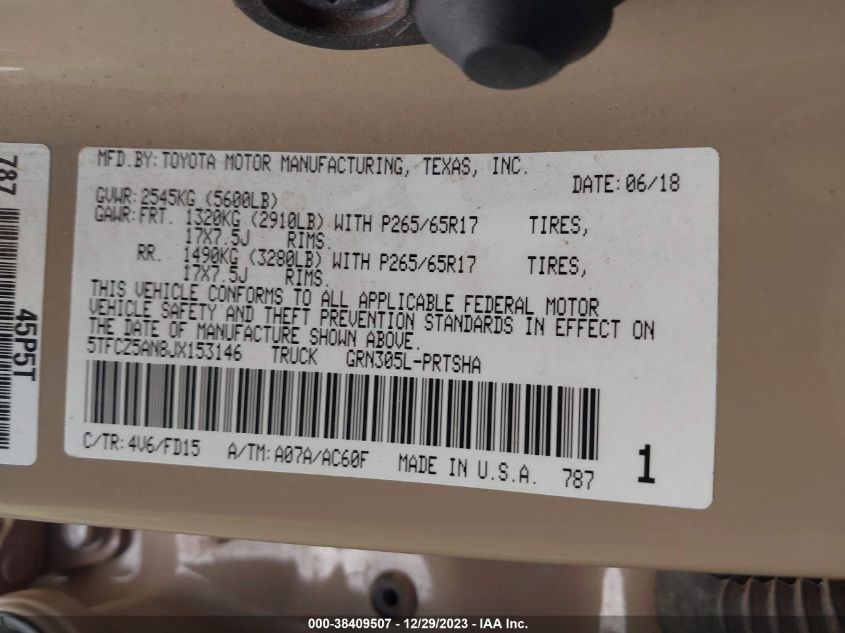 MFD.BY:TOYOTA MOTOR MANUFACTURING, TEXAS, INC.
DATE:06/18
GVWR:2545KG (5600LB)
GAWR:FRT. 1320KG (2910LB) WITH P265/65R17 TIRES,
17X7.5J RIMS.
RR. 1490KG (3280LB) WITH P265/65R17 TIRES,
17X7.5J RIMS.
THIS VEHICLE CONFORMS TO ALL APPLICABLE FEDERAL MOTOR
VEHICLE SAFETY AND THEFT PREVENTION STANDARDS IN EFFECT ON
THE DATE OF MANUFACTURE SHOWN ABOVE.
5TFCZ5AN8JX153146 TRUCK GRN305L-PRTSHA
C/TR:4V6/FD15 A/TM:A07A/AC60F MADE IN U.S.A. 787
1
787
45P5T
000-38409507 - 12/29/2023 - IAA Inc.